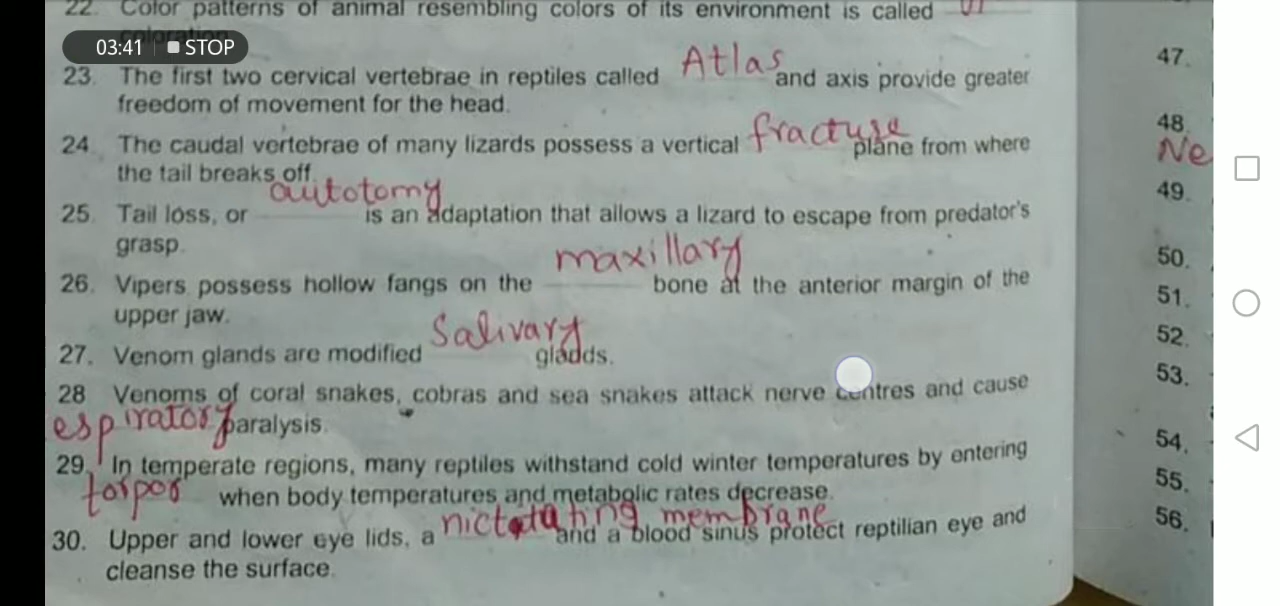 22. Color patterns of animal resembling colors of its environment is called
coloration
03:41 STOP
47.
23. The first two cervical vertebrae in reptiles called Atlas and axis provide greater
freedom of movement for the head.
48.
24. The caudal vertebrae of many lizards possess a vertical fracture plane from where
Ne
the tail breaks off.
49.
25. Tail loss, or autotomy is an adaptation that allows a lizard to escape from predator's
grasp.
50.
26. Vipers possess hollow fangs on the maxillary bone at the anterior margin of the
51.
upper jaw.
52.
27. Venom glands are modified Salivary glands.
53.
28 Venoms of coral snakes, cobras and sea snakes attack nerve centres and cause
espiratory paralysis.
54.
29. In temperate regions, many reptiles withstand cold winter temperatures by entering
55.
torpor when body temperatures and metabolic rates decrease.
56.
30. Upper and lower eye lids, a nictatating membrane and a blood sinus protect reptilian eye and
cleanse the surface.